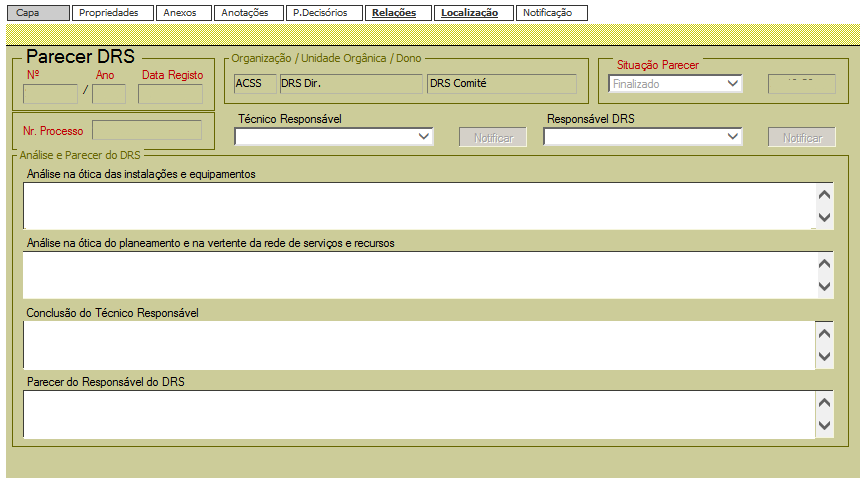 Capa Propriedades Anexos Anotações P.Decisórios Relações Localização Notificação
Parecer DRS
Organização / Unidade Orgânica / Dono
Situação Parecer
Nº Ano Data Registo
/
ACSS DRS Dir. DRS Comité
Finalizado
Nr. Processo
Técnico Responsável
Responsável DRS
Notificar
Notificar
Análise e Parecer do DRS
Análise na ótica das instalações e equipamentos
Análise na ótica do planeamento e na vertente da rede de serviços e recursos
Conclusão do Técnico Responsável
Parecer do Responsável do DRS